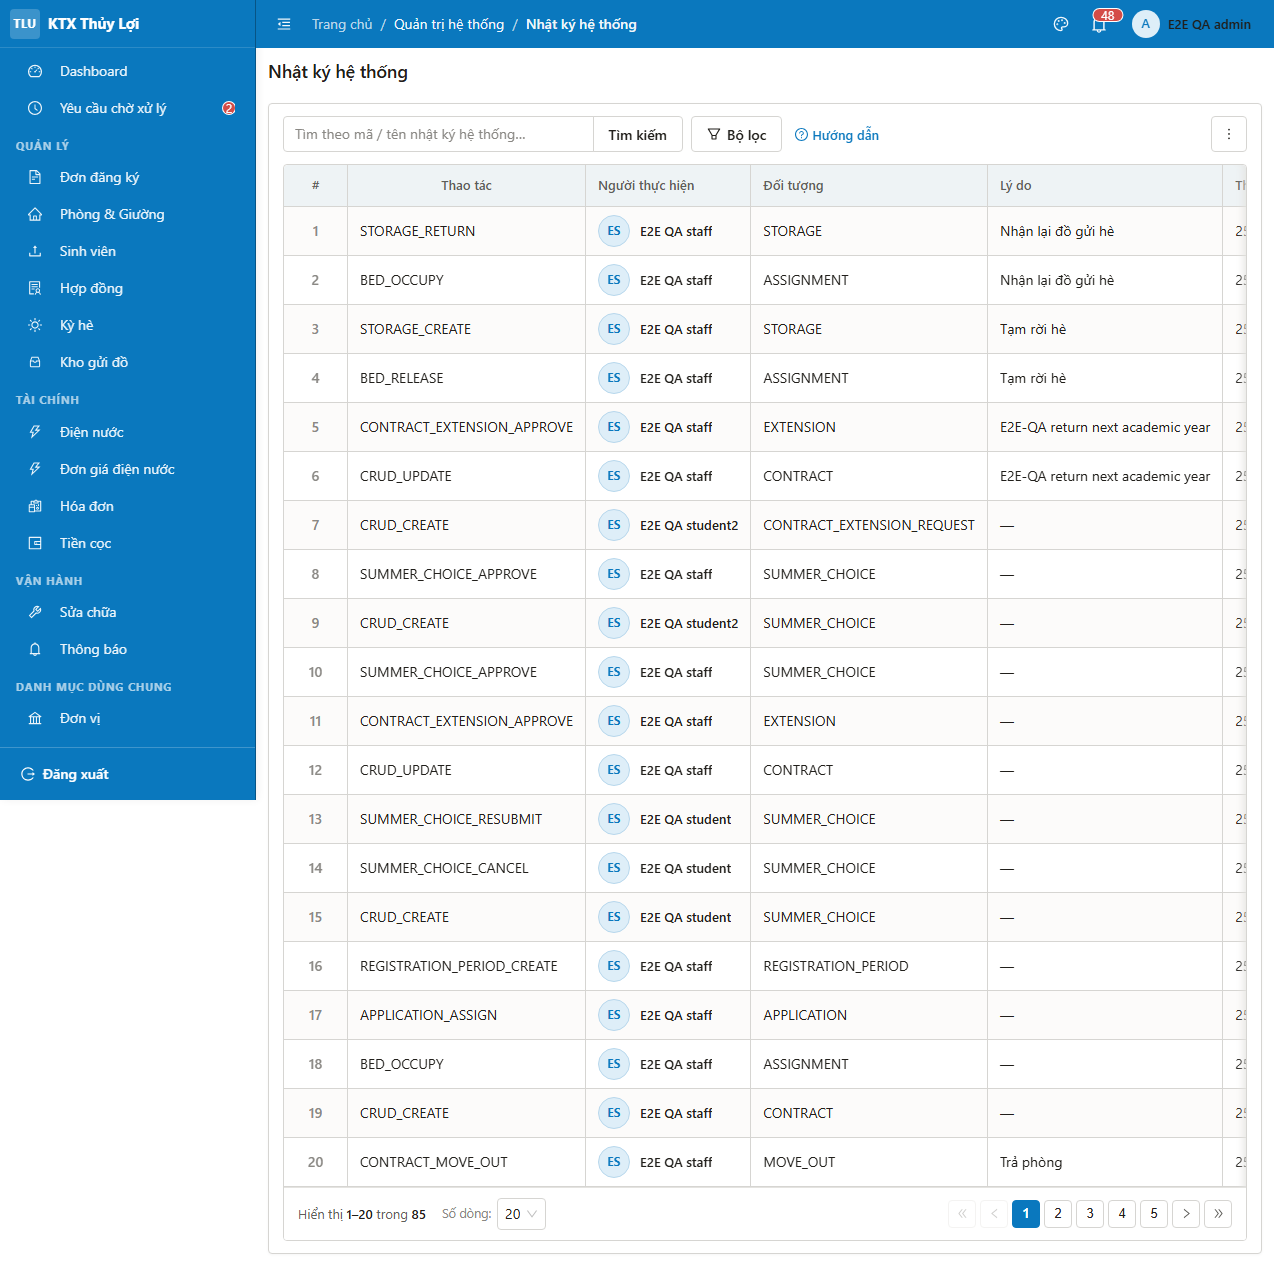 TLU KTX Thủy Lợi
Trang chủ / Quản trị hệ thống / Nhật ký hệ thống
48
A E2E QA admin
Dashboard
Yêu cầu chờ xử lý 2
QUẢN LÝ
Đơn đăng ký
Phòng & Giường
Sinh viên
Hợp đồng
Kỳ hè
Kho gửi đồ
TÀI CHÍNH
Điện nước
Đơn giá điện nước
Hóa đơn
Tiền cọc
VẬN HÀNH
Sửa chữa
Thông báo
DANH MỤC DÙNG CHUNG
Đơn vị
Đăng xuất
Nhật ký hệ thống
Tìm theo mã / tên nhật ký hệ thống... Tìm kiếm Bộ lọc Hướng dẫn
# Thao tác Người thực hiện Đối tượng Lý do
1 STORAGE_RETURN ES E2E QA staff STORAGE Nhận lại đồ gửi hè
2 BED_OCCUPY ES E2E QA staff ASSIGNMENT Nhận lại đồ gửi hè
3 STORAGE_CREATE ES E2E QA staff STORAGE Tạm rời hè
4 BED_RELEASE ES E2E QA staff ASSIGNMENT Tạm rời hè
5 CONTRACT_EXTENSION_APPROVE ES E2E QA staff EXTENSION E2E-QA return next academic year
6 CRUD_UPDATE ES E2E QA staff CONTRACT E2E-QA return next academic year
7 CRUD_CREATE ES E2E QA student2 CONTRACT_EXTENSION_REQUEST —
8 SUMMER_CHOICE_APPROVE ES E2E QA staff SUMMER_CHOICE —
9 CRUD_CREATE ES E2E QA student2 SUMMER_CHOICE —
10 SUMMER_CHOICE_APPROVE ES E2E QA staff SUMMER_CHOICE —
11 CONTRACT_EXTENSION_APPROVE ES E2E QA staff EXTENSION —
12 CRUD_UPDATE ES E2E QA staff CONTRACT —
13 SUMMER_CHOICE_RESUBMIT ES E2E QA student SUMMER_CHOICE —
14 SUMMER_CHOICE_CANCEL ES E2E QA student SUMMER_CHOICE —
15 CRUD_CREATE ES E2E QA student SUMMER_CHOICE —
16 REGISTRATION_PERIOD_CREATE ES E2E QA staff REGISTRATION_PERIOD —
17 APPLICATION_ASSIGN ES E2E QA staff APPLICATION —
18 BED_OCCUPY ES E2E QA staff ASSIGNMENT —
19 CRUD_CREATE ES E2E QA staff CONTRACT —
20 CONTRACT_MOVE_OUT ES E2E QA staff MOVE_OUT Trả phòng
Hiển thị 1–20 trong 85 Số dòng: 20 « < 1 2 3 4 5 > »